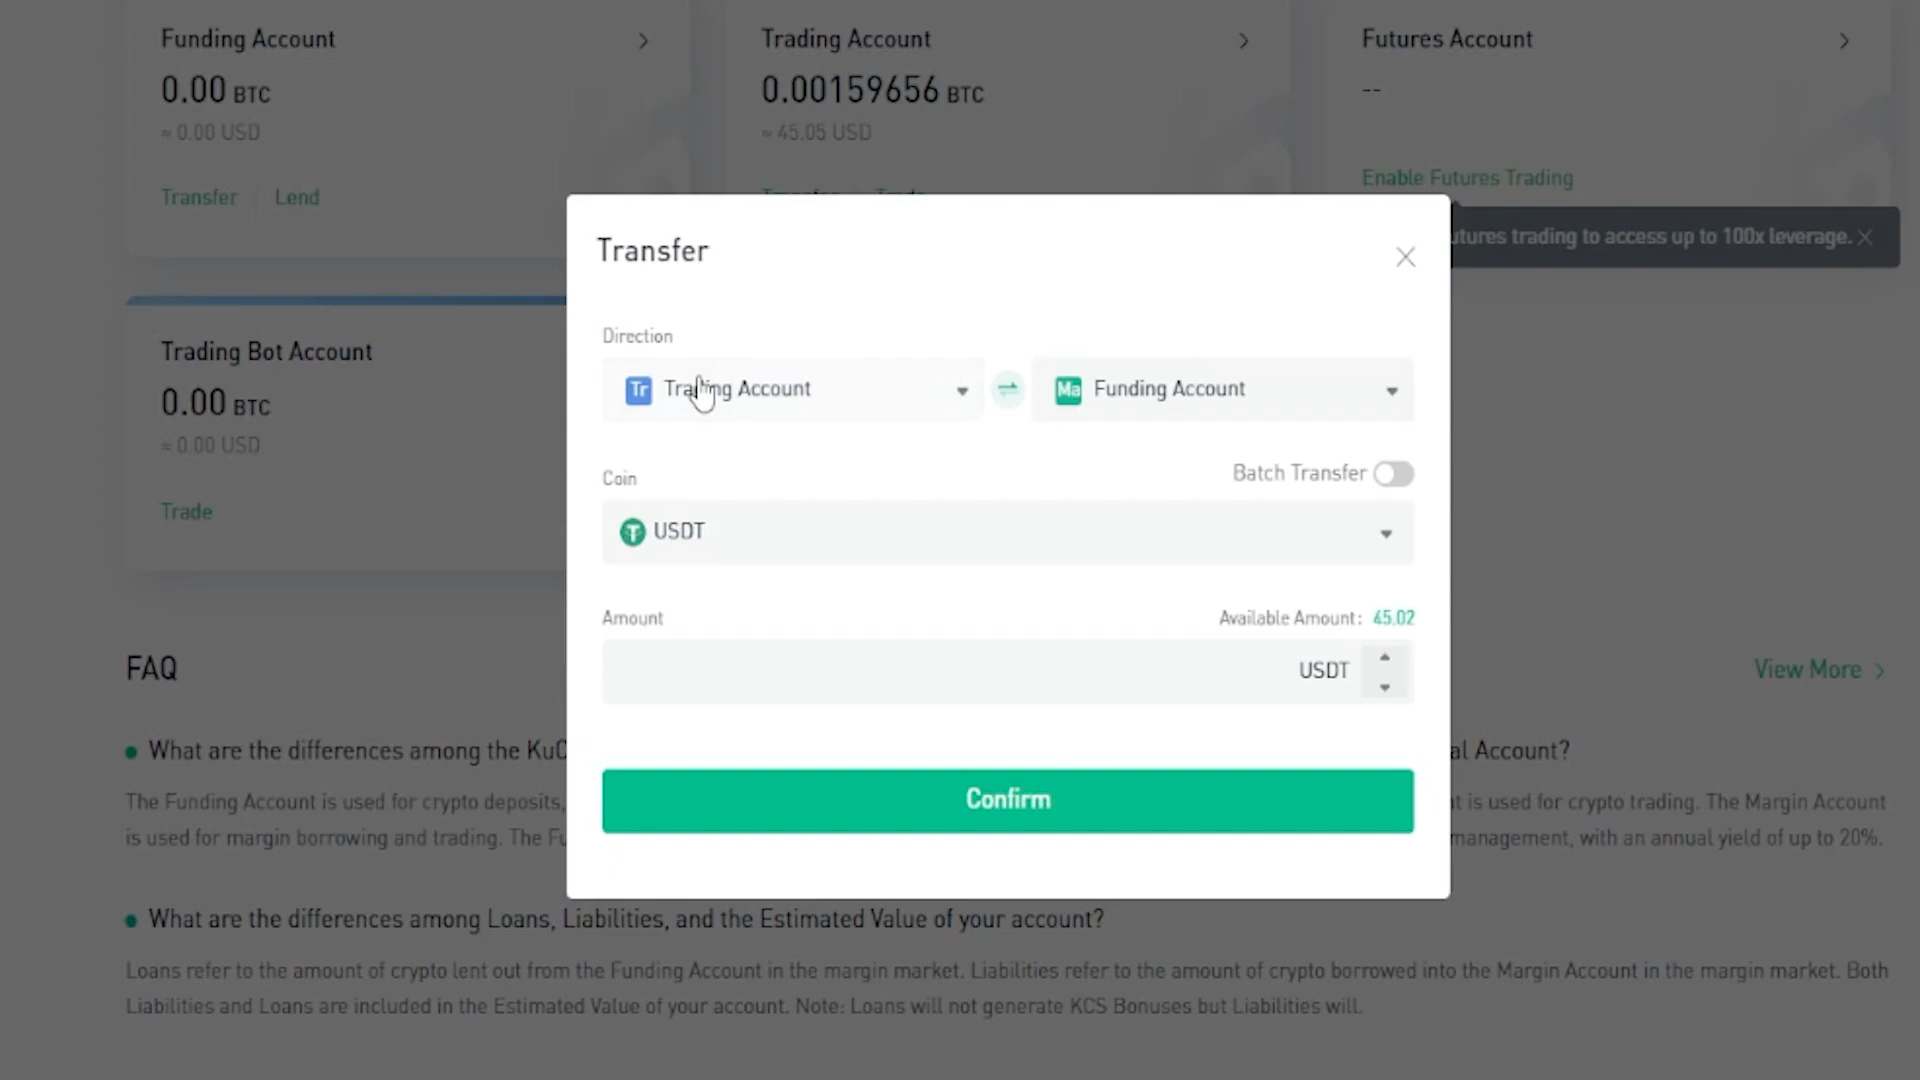 Funding Account
0.00 BTC
≈ 0.00 USD
Transfer Lend
Trading Account
0.00159656 BTC
≈ 45.05 USD
Futures Account
--
Enable Futures Trading
utures trading to access up to 100x leverage.
Trading Bot Account
0.00 BTC
≈ 0.00 USD
Trade
Transfer
Direction
Tr Trading Account
Ma Funding Account
Coin
Batch Transfer
USDT
Amount
Available Amount: 45.02
USDT
Confirm
FAQ
View More
What are the differences among the KuC
al Account?
The Funding Account is used for crypto deposits,
t is used for crypto trading. The Margin Account
is used for margin borrowing and trading. The Fu
management, with an annual yield of up to 20%.
What are the differences among Loans, Liabilities, and the Estimated Value of your account?
Loans refer to the amount of crypto lent out from the Funding Account in the margin market. Liabilities refer to the amount of crypto borrowed into the Margin Account in the margin market. Both
Liabilities and Loans are included in the Estimated Value of your account. Note: Loans will not generate KCS Bonuses but Liabilities will.